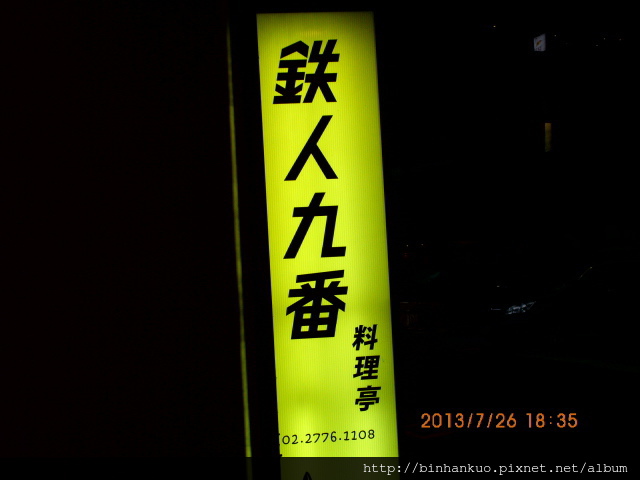 鉄人九番
料理亭
02.2776.1108
2013/7/26 18:35
http://binhankuo.pixnet.net/album